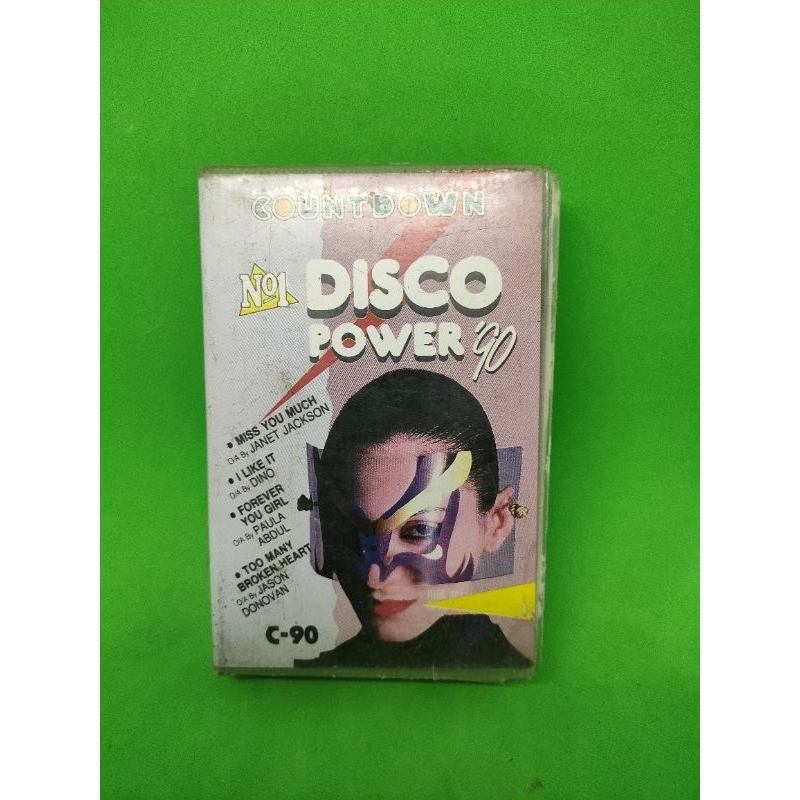 COUNTDOWN
No1 DISCO
POWER '90
• MISS YOU MUCH
O/A By JANET JACKSON
• I LIKE IT
O/A By DINO
• FOREVER
YOU GIRL
O/A By PAULA
ABDUL
• TOO MANY
BROKEN HEART
O/A By JASON
DONOVAN
C-90